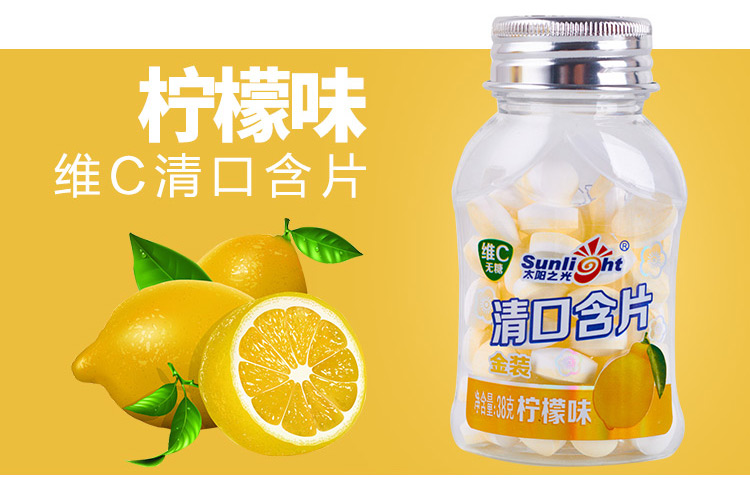 柠檬味
维C清口含片
维C
无糖
Sunlight®
太阳之光
清口含片
金装
净含量:38克 柠檬味